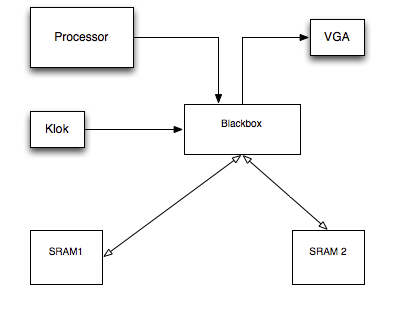 Processor
VGA
Klok
Blackbox
SRAM1
SRAM 2